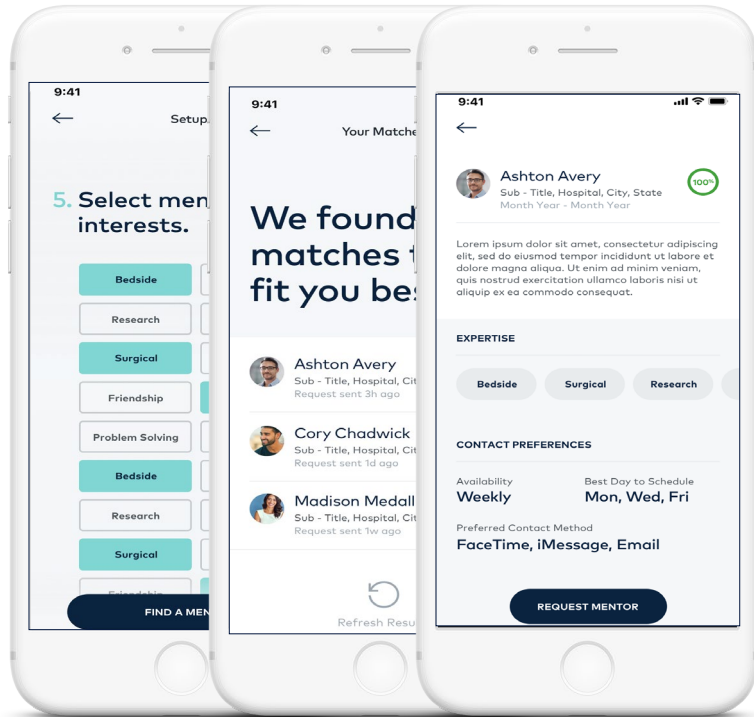 9:41
Setup
5. Select men
interests.
Bedside
Research
Surgical
Friendship
Problem Solving
Bedside
Research
Surgical
Friendship
FIND A MEN
9:41
Your Matche
We found
matches t
fit you be
Ashton Avery
Sub - Title, Hospital, Cit
Request sent 3h ago
Cory Chadwick
Sub - Title, Hospital, Cit
Request sent 1d ago
Madison Medall
Sub - Title, Hospital, Cit
Request sent 1w ago
Refresh Resu
9:41
Ashton Avery
100%
Sub - Title, Hospital, City, State
Month Year - Month Year
Lorem ipsum dolor sit amet, consectetur adipiscing
elit, sed do eiusmod tempor incididunt ut labore et
dolore magna aliqua. Ut enim ad minim veniam,
quis nostrud exercitation ullamco laboris nisi ut
aliquip ex ea commodo consequat.
EXPERTISE
Bedside Surgical Research
CONTACT PREFERENCES
Availability Best Day to Schedule
Weekly Mon, Wed, Fri
Preferred Contact Method
FaceTime, iMessage, Email
REQUEST MENTOR